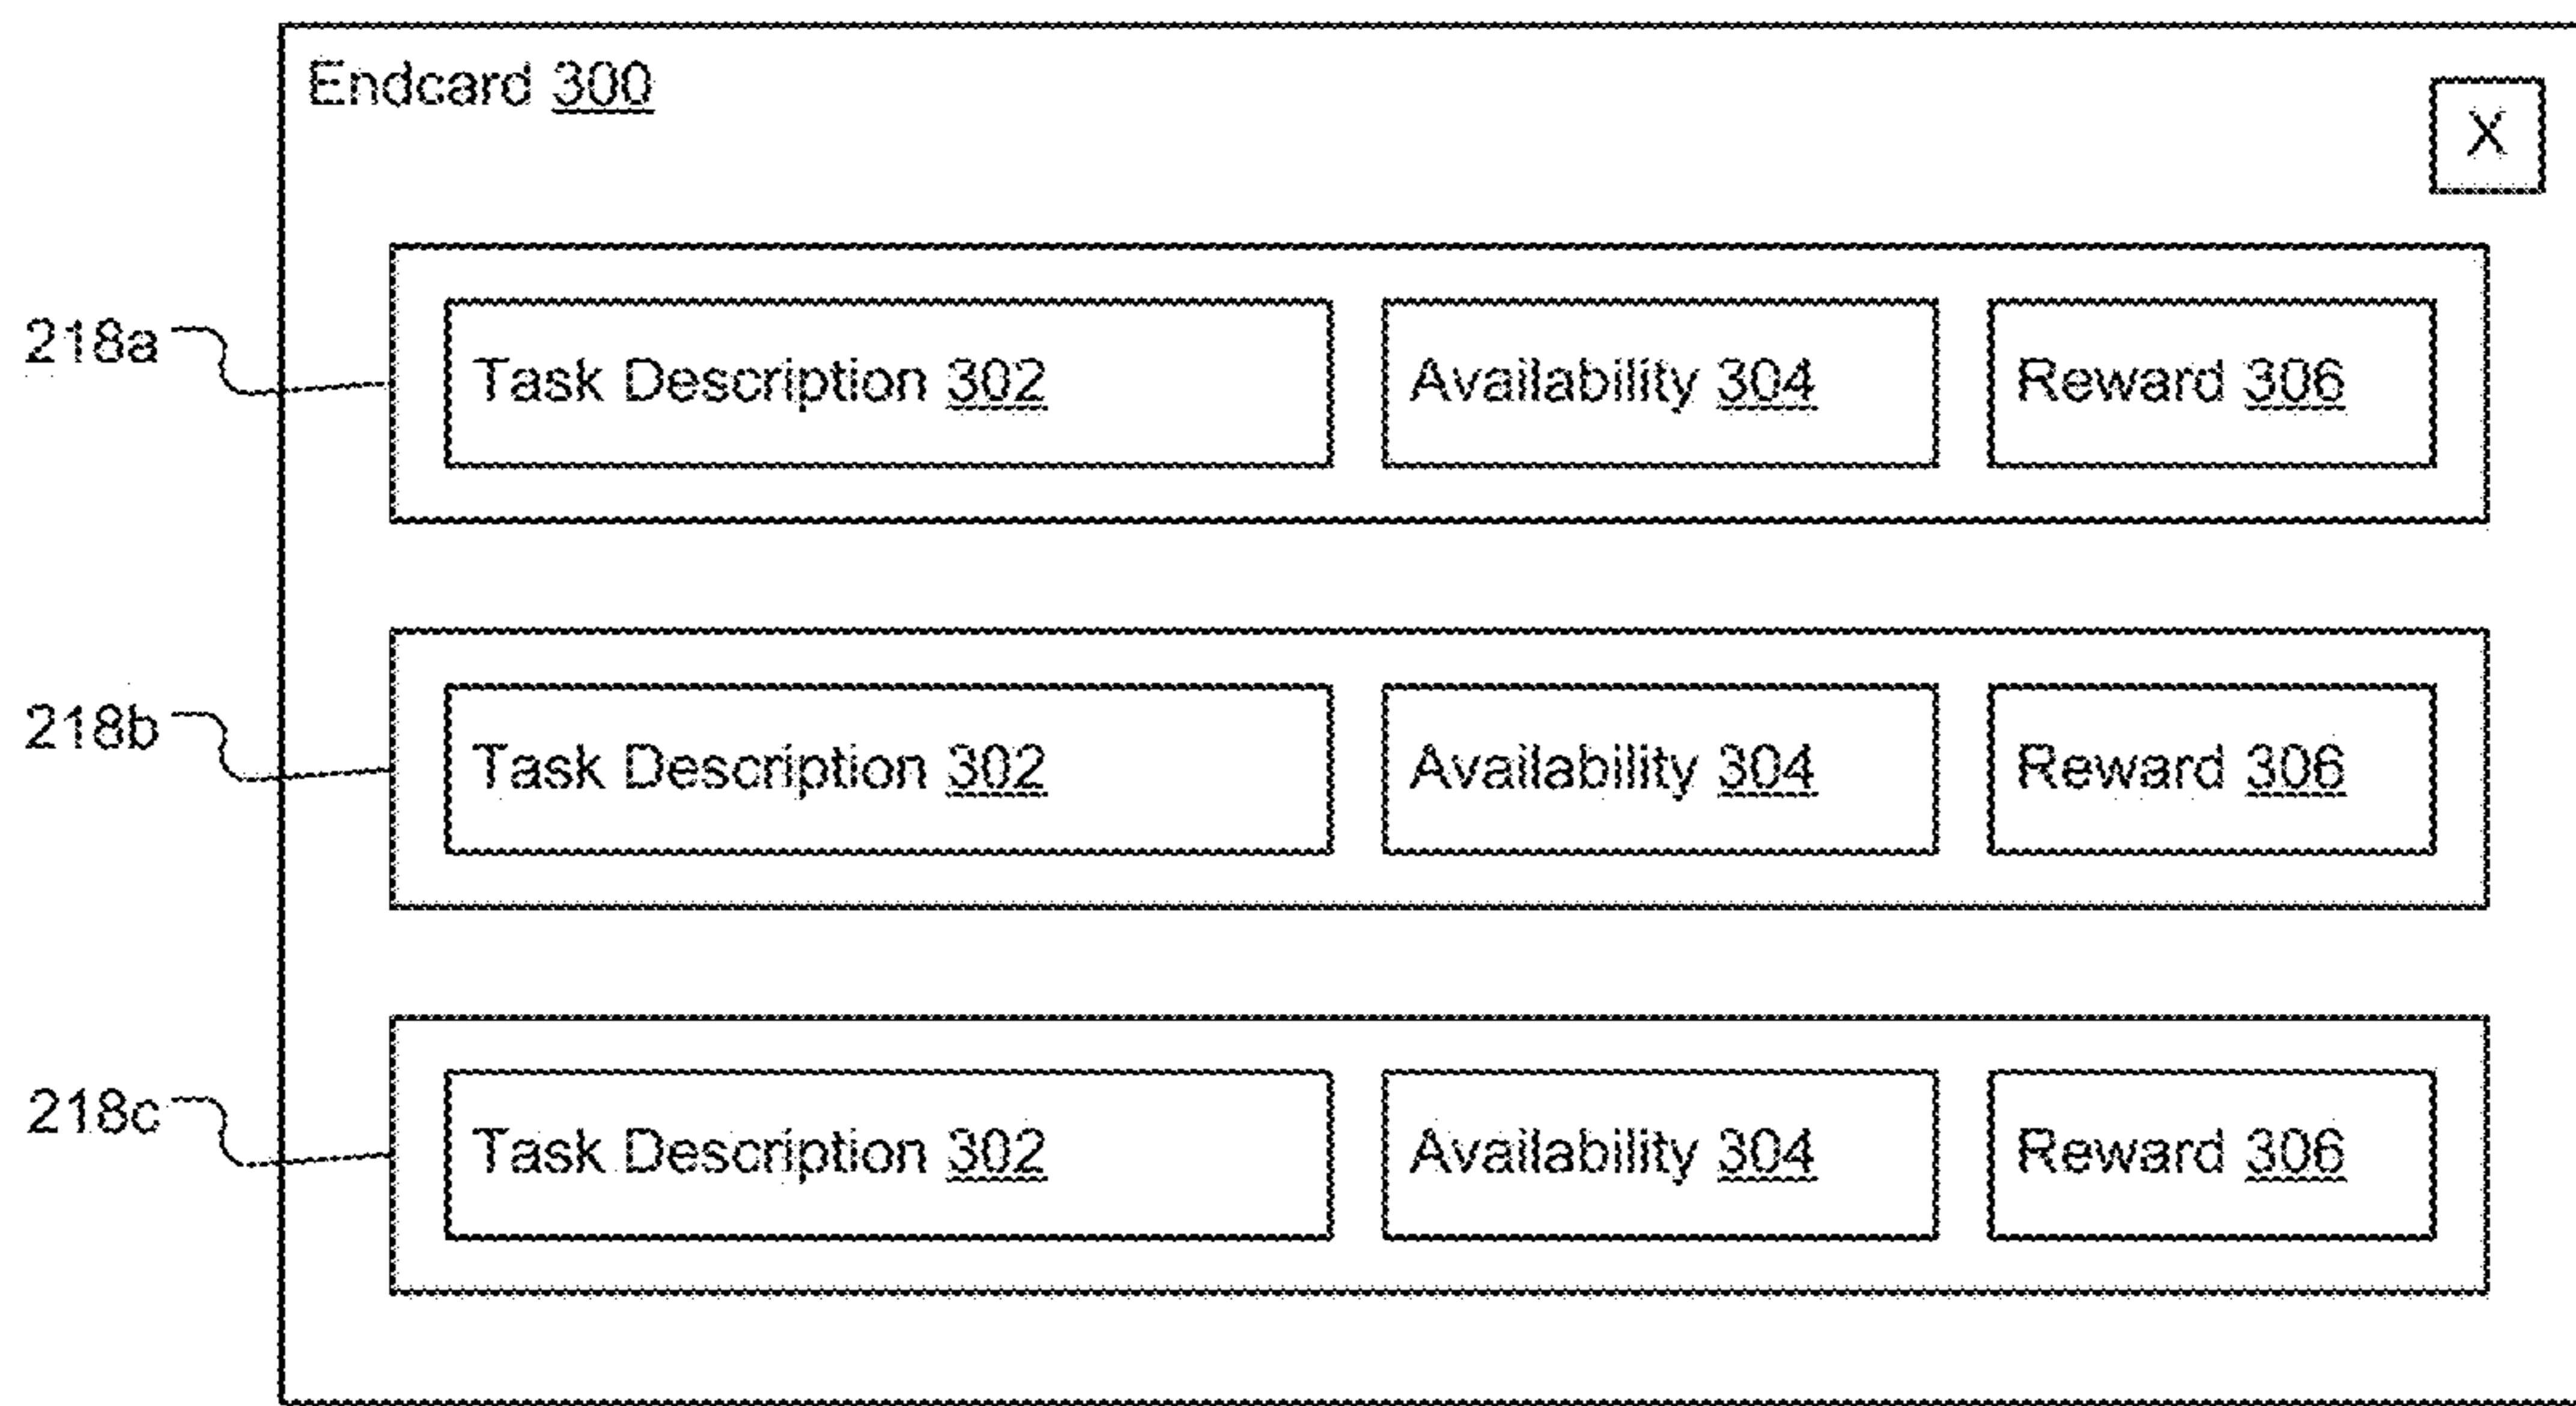 Endcard 300
X
218a
Task Description 302 Availability 304 Reward 306
218b
Task Description 302 Availability 304 Reward 306
218c
Task Description 302 Availability 304 Reward 306